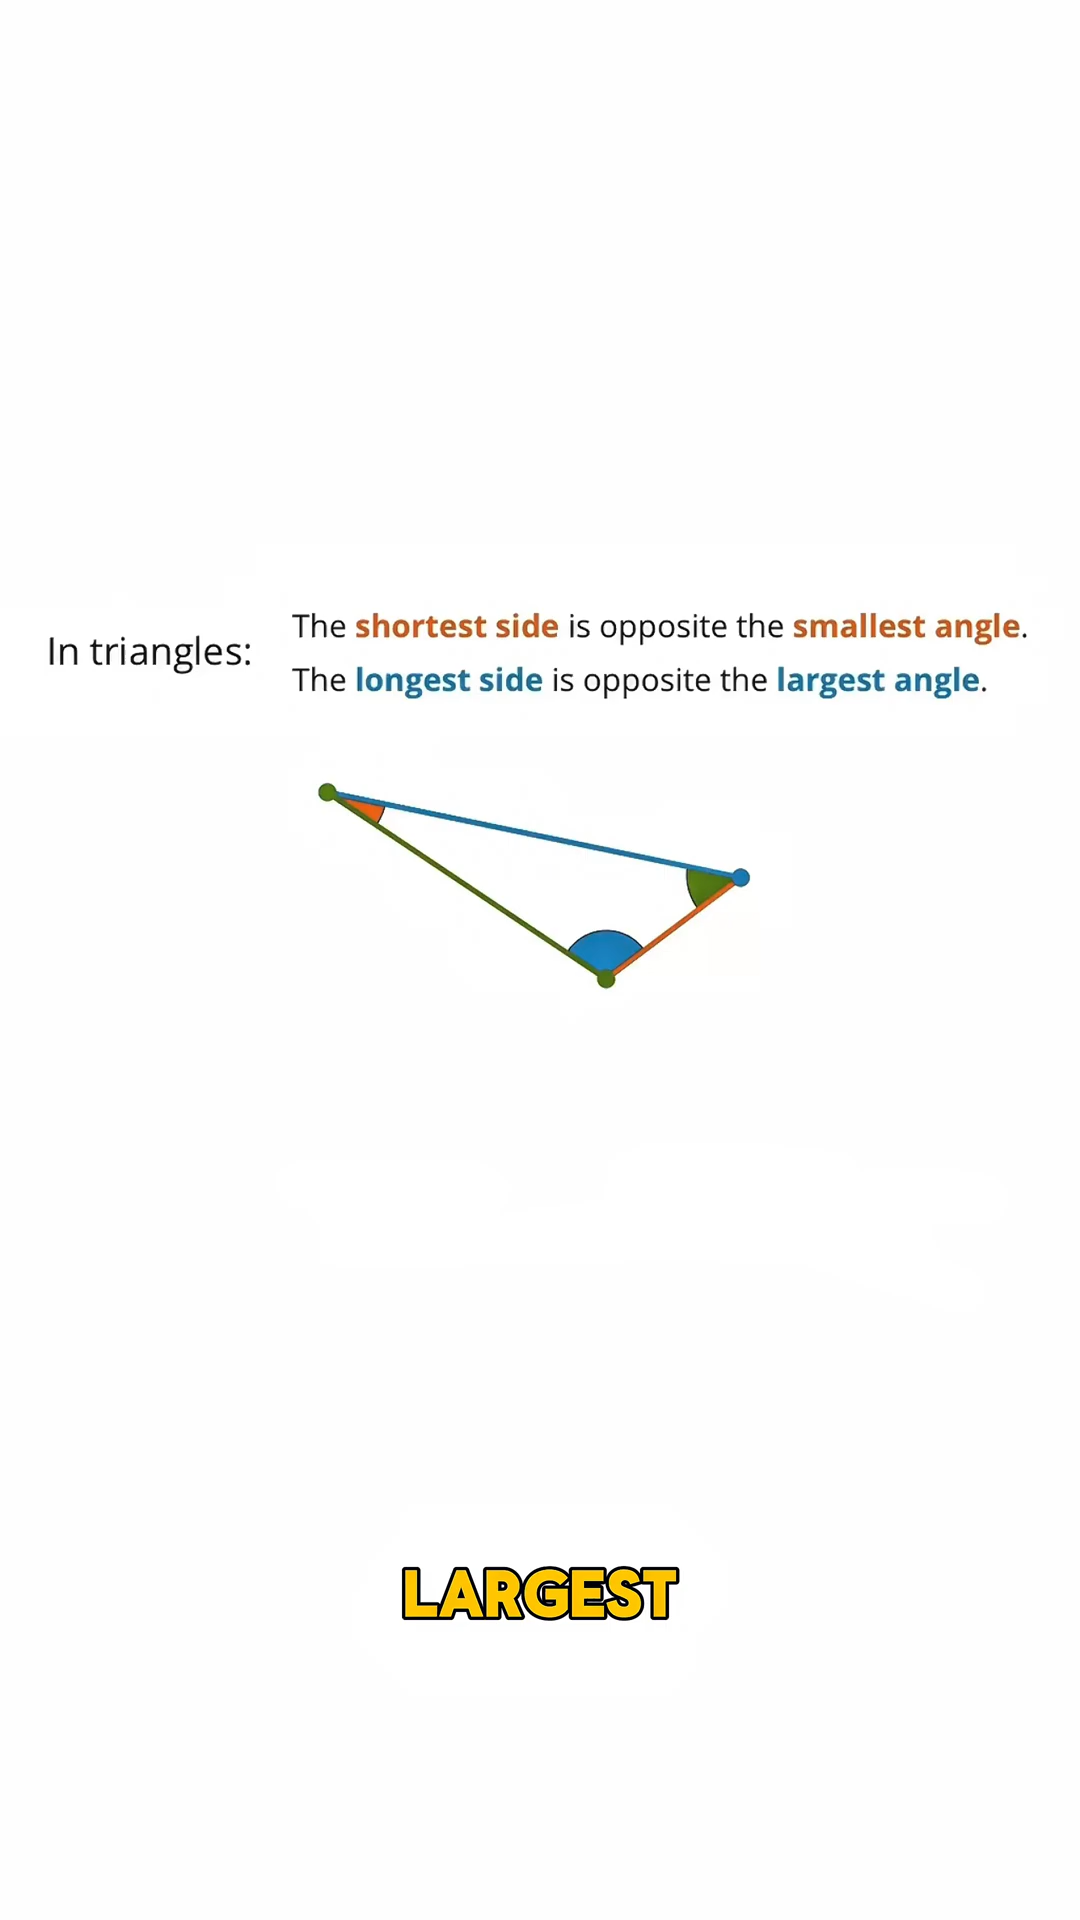 In triangles:
The shortest side is opposite the smallest angle.
The longest side is opposite the largest angle.
LARGEST